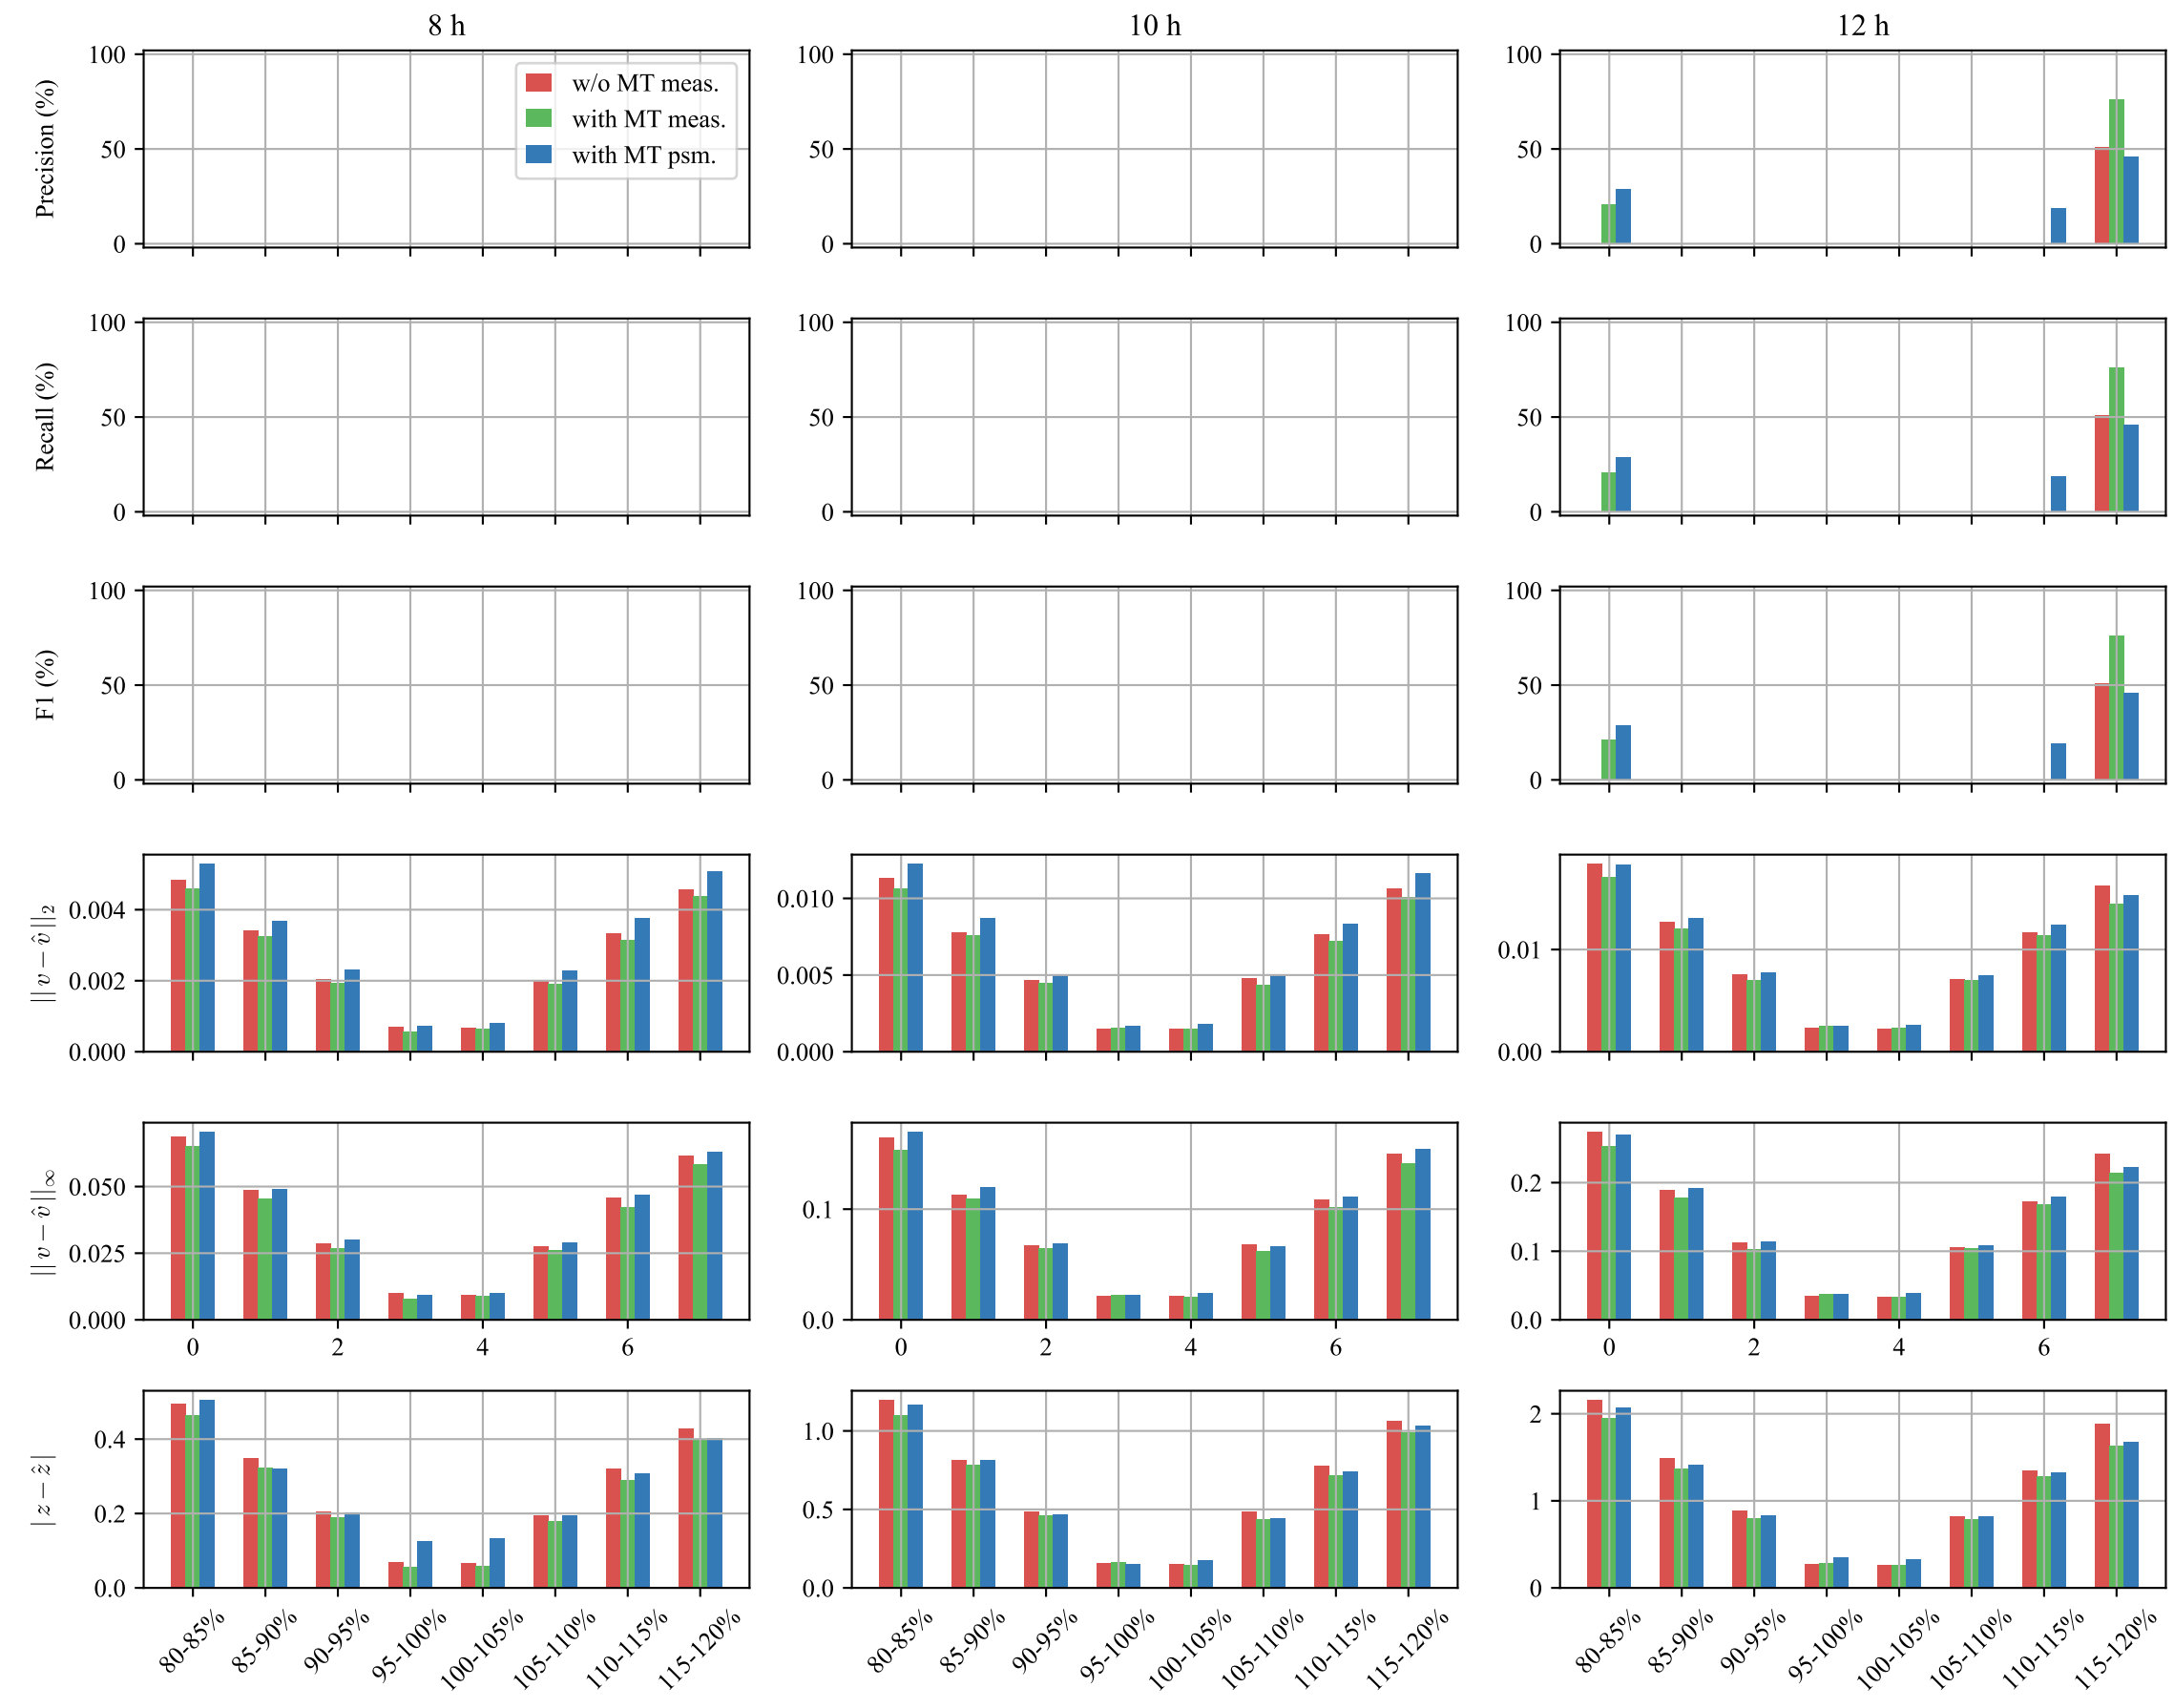 8 h
10 h
12 h
Precision (%)
100
50
0
w/o MT meas.
with MT meas.
with MT psm.
100
50
0
100
50
0
Recall (%)
100
50
0
100
50
0
100
50
0
F1 (%)
100
50
0
100
50
0
100
50
0
||v − v̂||₂
0.004
0.002
0.000
0.010
0.005
0.000
0.01
0.00
||v − v̂||∞
0.050
0.025
0.000
0 2 4 6
0.1
0.0
0 2 4 6
0.2
0.1
0.0
0 2 4 6
|z − ẑ|
0.4
0.2
0.0
1.0
0.5
0.0
2
1
0
80-85% 85-90% 90-95% 95-100% 100-105% 105-110% 110-115% 115-120%
80-85% 85-90% 90-95% 95-100% 100-105% 105-110% 110-115% 115-120%
80-85% 85-90% 90-95% 95-100% 100-105% 105-110% 110-115% 115-120%